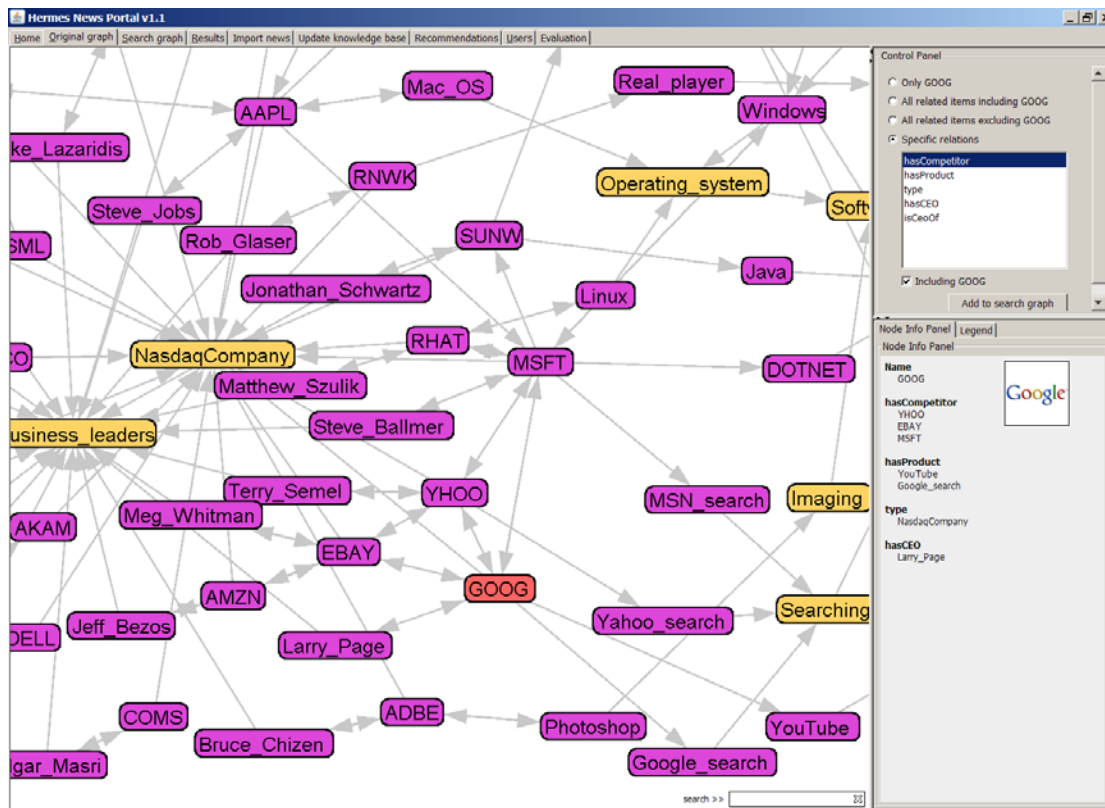 Hermes News Portal v1.1
Home Original graph Search graph Results Import news Update knowledge base Recommendations Users Evaluation
Mac_OS
Real_player
AAPL
Windows
ke_Lazaridis
RNWK
Operating_system
Steve_Jobs
Softw
SML
Rob_Glaser
SUNW
Java
Jonathan_Schwartz
Linux
CO
NasdaqCompany
RHAT
MSFT
DOTNET
Matthew_Szulik
usiness_leaders
Steve_Ballmer
Terry_Semel
YHOO
MSN_search
Imaging
AKAM
Meg_Whitman
EBAY
GOOG
AMZN
Searching
DELL
Jeff_Bezos
Yahoo_search
Larry_Page
COMS
ADBE
Photoshop
YouTube
Bruce_Chizen
Google_search
dgar_Masri
search >>
Control Panel
Only GOOG
All related items including GOOG
All related items excluding GOOG
Specific relations
hasCompetitor
hasProduct
type
hasCEO
isCeoOf
Including GOOG
Add to search graph
Node Info Panel Legend
Node Info Panel
Name
GOOG
Google
hasCompetitor
YHOO
EBAY
MSFT
hasProduct
YouTube
Google_search
type
NasdaqCompany
hasCEO
Larry_Page